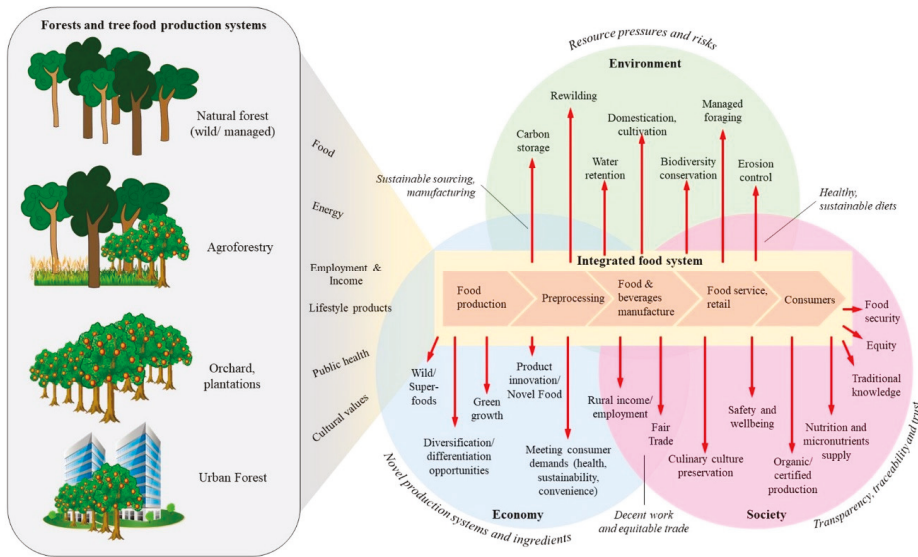 Forests and tree food production systems
Natural forest
(wild/ managed)
Agroforestry
Orchard,
plantations
Urban Forest
Food
Energy
Employment &
Income
Lifestyle products
Public health
Cultural values
Resource pressures and risks
Environment
Rewilding
Managed
foraging
Domestication,
cultivation
Carbon
storage
Water
retention
Biodiversity
conservation
Erosion
control
Sustainable sourcing,
manufacturing
Healthy,
sustainable diets
Integrated food system
Food
production
Preprocessing
Food &
beverages
manufacture
Food service,
retail
Consumers
Food
security
Equity
Traditional
knowledge
Wild/
Super-
foods
Green
growth
Product
innovation/
Novel Food
Rural income/
employment
Fair
Trade
Safety and
wellbeing
Nutrition and
micronutrients
supply
Diversification/
differentiation
opportunities
Meeting consumer
demands (health,
sustainability,
convenience)
Culinary culture
preservation
Organic/
certified
production
Novel production systems and ingredients
Economy
Decent work
and equitable trade
Society
Transparency, traceability and trust